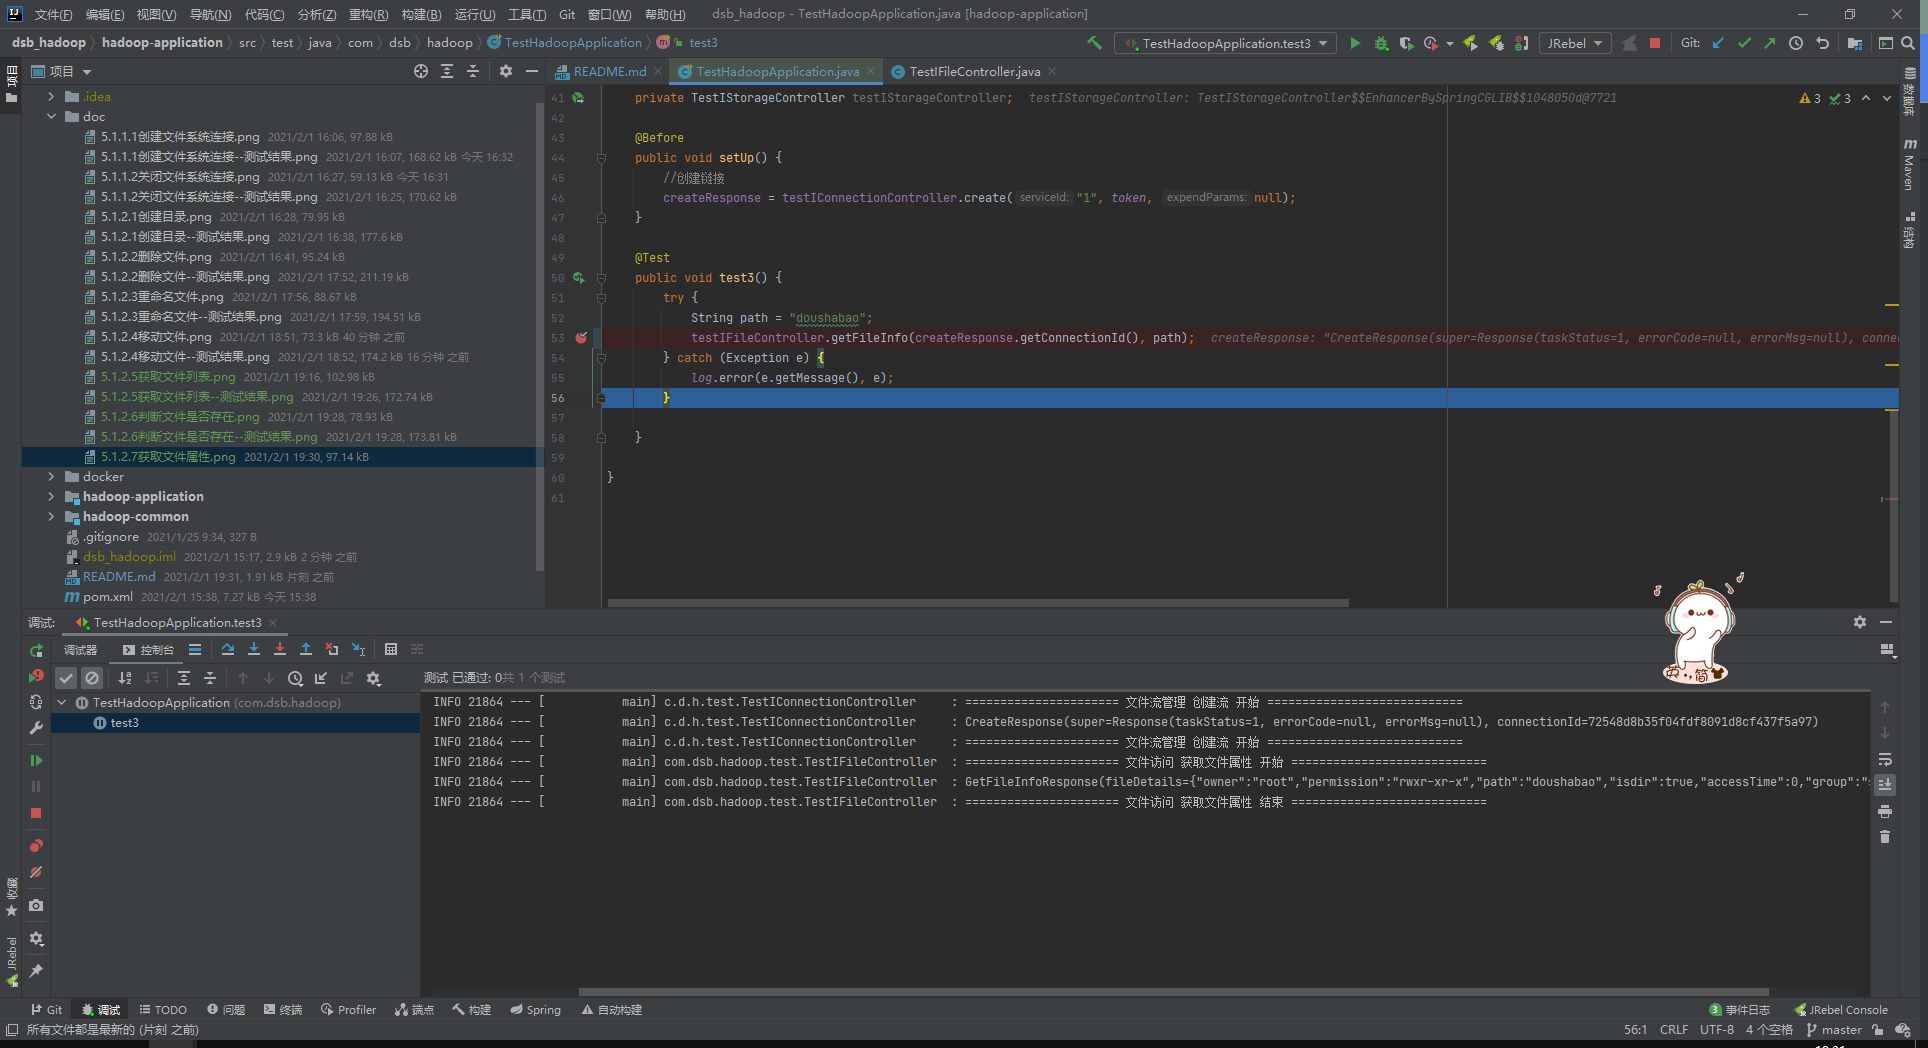 文件(F) 编辑(E) 视图(V) 导航(N) 代码(C) 分析(Z) 重构(R) 构建(B) 运行(U) 工具(T) Git 窗口(W) 帮助(H) dsb_hadoop - TestHadoopApplication.java [hadoop-application]
dsb_hadoop hadoop-application src test java com dsb hadoop TestHadoopApplication test3 TestHadoopApplication.test3 JRebel Git:
项目
项目
README.md TestHadoopApplication.java TestIFileController.java
.idea
doc
5.1.1.1创建文件系统连接.png 2021/2/1 16:06, 97.88 kB
5.1.1.1创建文件系统连接--测试结果.png 2021/2/1 16:07, 168.62 kB 今天 16:32
5.1.1.2关闭文件系统连接.png 2021/2/1 16:27, 59.13 kB 今天 16:31
5.1.1.2关闭文件系统连接--测试结果.png 2021/2/1 16:25, 170.62 kB
5.1.2.1创建目录.png 2021/2/1 16:28, 79.95 kB
5.1.2.1创建目录--测试结果.png 2021/2/1 16:38, 177.6 kB
5.1.2.2删除文件.png 2021/2/1 16:41, 95.24 kB
5.1.2.2删除文件--测试结果.png 2021/2/1 17:52, 211.19 kB
5.1.2.3重命名文件.png 2021/2/1 17:56, 88.67 kB
5.1.2.3重命名文件--测试结果.png 2021/2/1 17:59, 194.51 kB
5.1.2.4移动文件.png 2021/2/1 18:51, 73.3 kB 40 分钟 之前
5.1.2.4移动文件--测试结果.png 2021/2/1 18:52, 174.2 kB 16 分钟 之前
5.1.2.5获取文件列表.png 2021/2/1 19:16, 102.98 kB
5.1.2.5获取文件列表--测试结果.png 2021/2/1 19:26, 172.74 kB
5.1.2.6判断文件是否存在.png 2021/2/1 19:28, 78.93 kB
5.1.2.6判断文件是否存在--测试结果.png 2021/2/1 19:28, 173.81 kB
5.1.2.7获取文件属性.png 2021/2/1 19:30, 97.14 kB
docker
hadoop-application
hadoop-common
.gitignore 2021/1/25 9:34, 327 B
dsb_hadoop.iml 2021/2/1 15:17, 2.9 kB 2 分钟 之前
README.md 2021/2/1 19:31, 1.91 kB 片刻 之前
pom.xml 2021/2/1 15:38, 7.27 kB 今天 15:38
41 private TestIStorageController testIStorageController; testIStorageController: TestIStorageController$$EnhancerBySpringCGLIB$$1048050d@7721
3 3
42
43 @Before
44 public void setUp() {
45 //创建链接
46 createResponse = testIConnectionController.create( serviceId: "1", token, expendParams: null);
47 }
48
49 @Test
50 public void test3() {
51 try {
52 String path = "doushabao";
53 testIFileController.getFileInfo(createResponse.getConnectionId(), path); createResponse: "CreateResponse(super=Response(taskStatus=1, errorCode=null, errorMsg=null), conne
54 } catch (Exception e) {
55 log.error(e.getMessage(), e);
56 }
57
58 }
59
60 }
61
数据库
Maven
结构
调试: TestHadoopApplication.test3
调试器 控制台
测试 已通过: 0共 1 个测试
TestHadoopApplication (com.dsb.hadoop)
test3
INFO 21864 --- [ main] c.d.h.test.TestIConnectionController : ====================== 文件流管理 创建流 开始 ============================
INFO 21864 --- [ main] c.d.h.test.TestIConnectionController : CreateResponse(super=Response(taskStatus=1, errorCode=null, errorMsg=null), connectionId=72548d8b35f04fdf8091d8cf437f5a97)
INFO 21864 --- [ main] c.d.h.test.TestIConnectionController : ====================== 文件流管理 创建流 开始 ============================
INFO 21864 --- [ main] com.dsb.hadoop.test.TestIFileController : ====================== 文件访问 获取文件属性 开始 ============================
INFO 21864 --- [ main] com.dsb.hadoop.test.TestIFileController : GetFileInfoResponse(fileDetails={"owner":"root","permission":"rwxr-xr-x","path":"doushabao","isdir":true,"accessTime":0,"group":"
INFO 21864 --- [ main] com.dsb.hadoop.test.TestIFileController : ====================== 文件访问 获取文件属性 结束 ============================
简
收藏
JRebel
Git 调试 TODO 问题 终端 Profiler 端点 构建 Spring 自动构建 3 事件日志 JRebel Console
所有文件都是最新的 (片刻 之前) 56:1 CRLF UTF-8 4 个空格 master